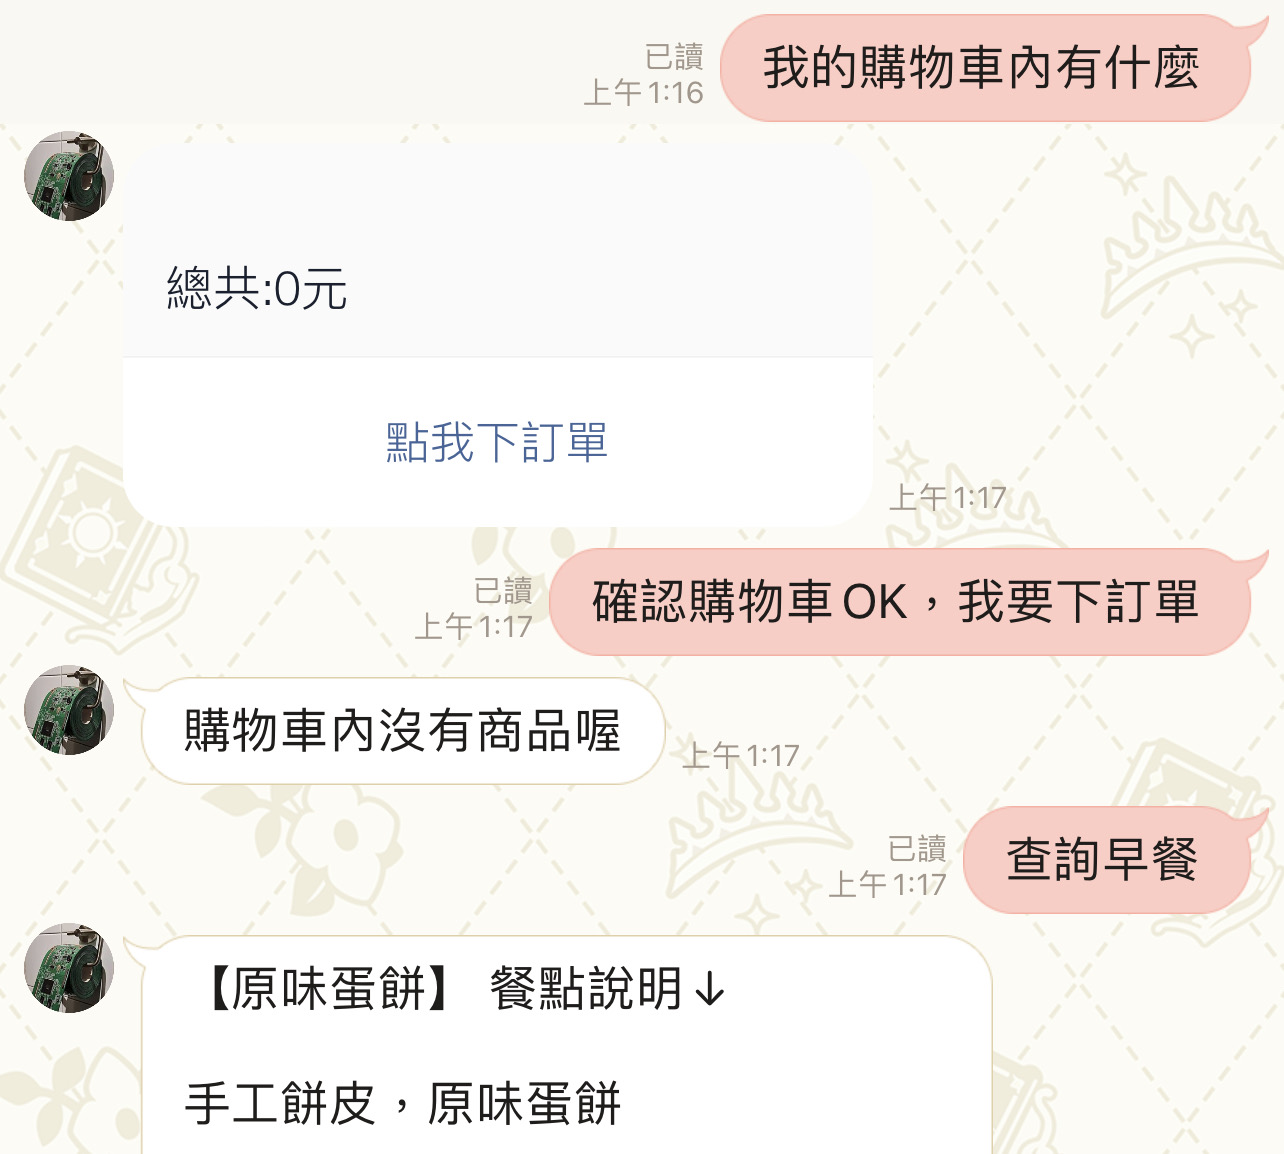 我的購物車內有什麼
已讀
上午 1:16
總共:0元
點我下訂單
上午 1:17
確認購物車OK，我要下訂單
已讀
上午 1:17
購物車內沒有商品喔
上午 1:17
查詢早餐
已讀
上午 1:17
【原味蛋餅】 餐點說明↓
手工餅皮，原味蛋餅